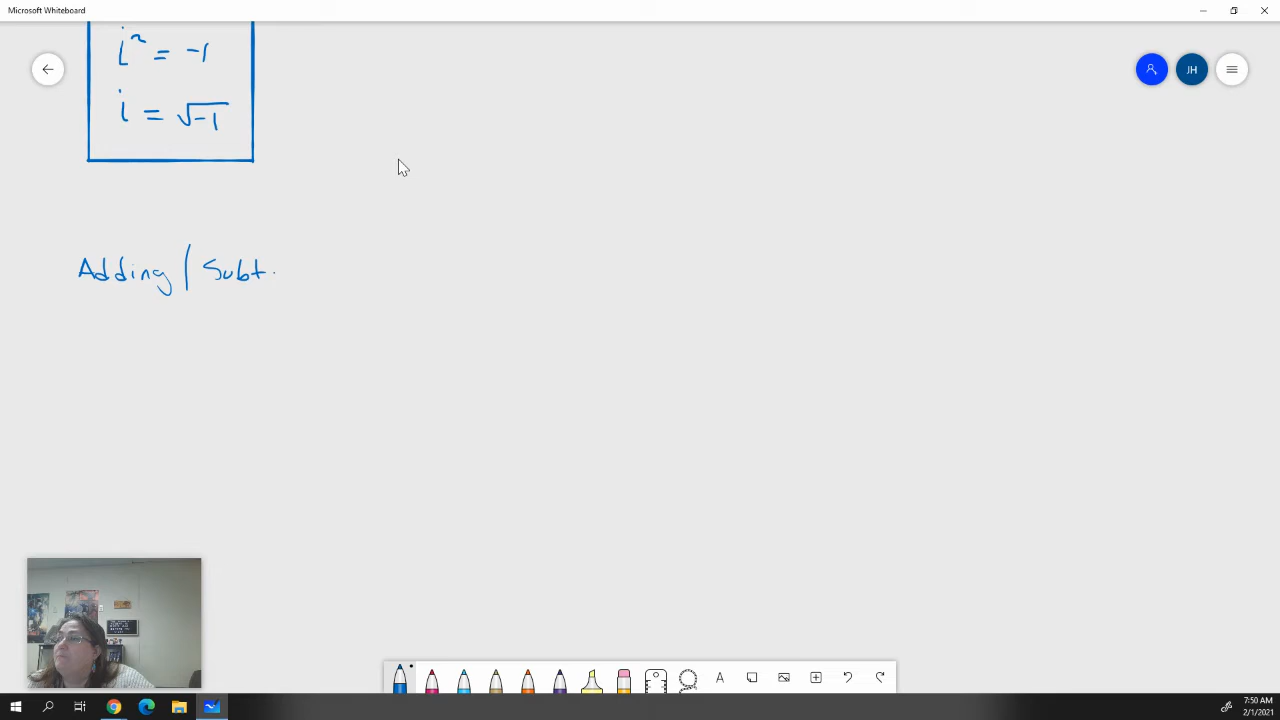 Microsoft Whiteboard
i² = -1
i = √-1
JH
Adding / Subt.
A
7:50 AM
2/1/2021